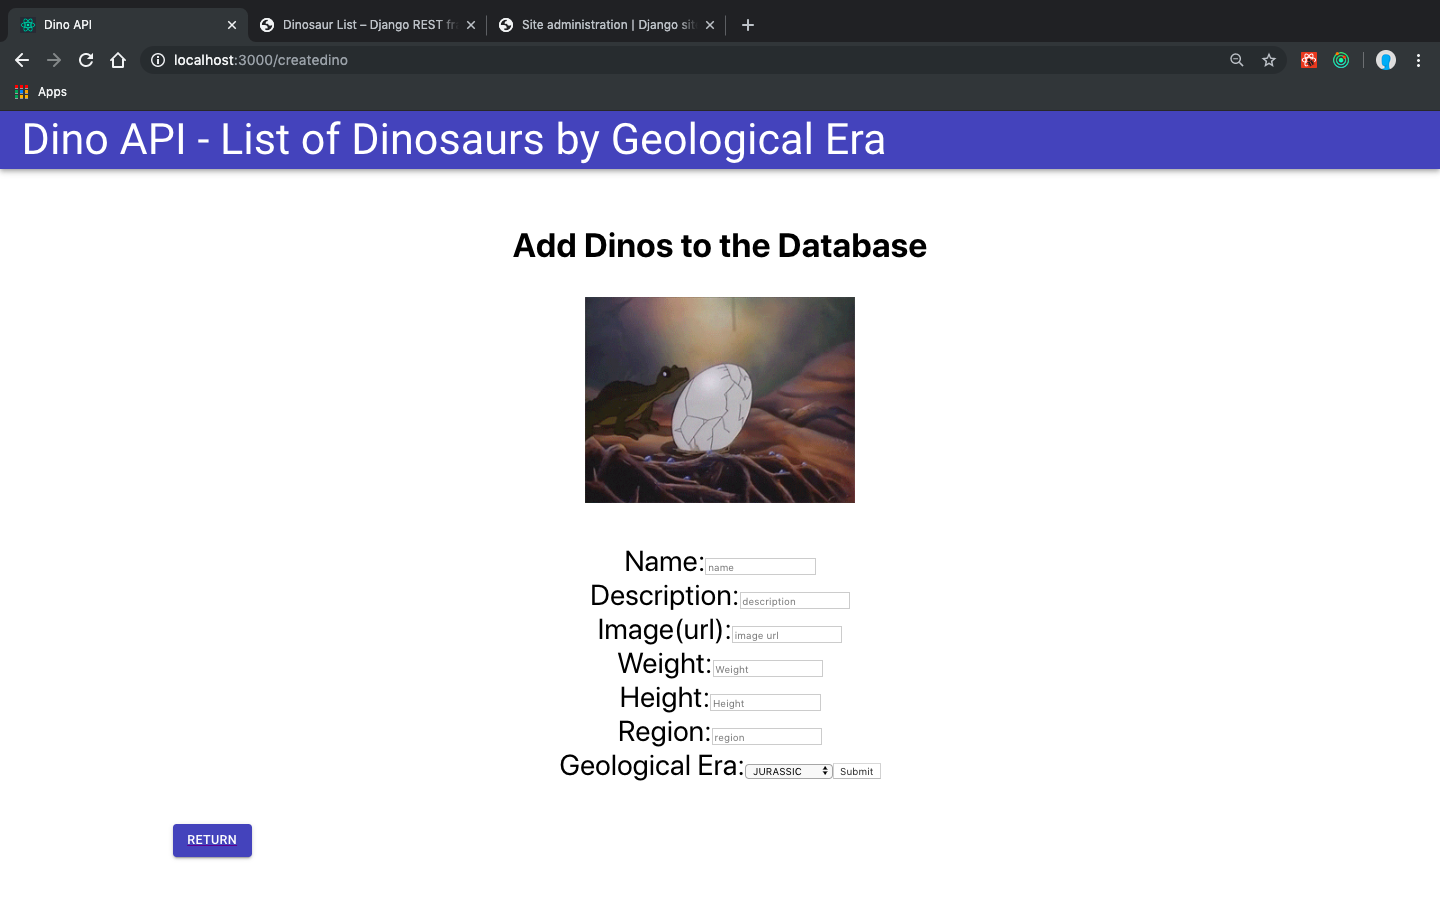 Dino API
Dinosaur List – Django REST fr
Site administration | Django sit
localhost:3000/createdino
Apps
Dino API - List of Dinosaurs by Geological Era
Add Dinos to the Database
Name: name
Description: description
Image(url): image url
Weight: Weight
Height: Height
Region: region
Geological Era: JURASSIC Submit
RETURN